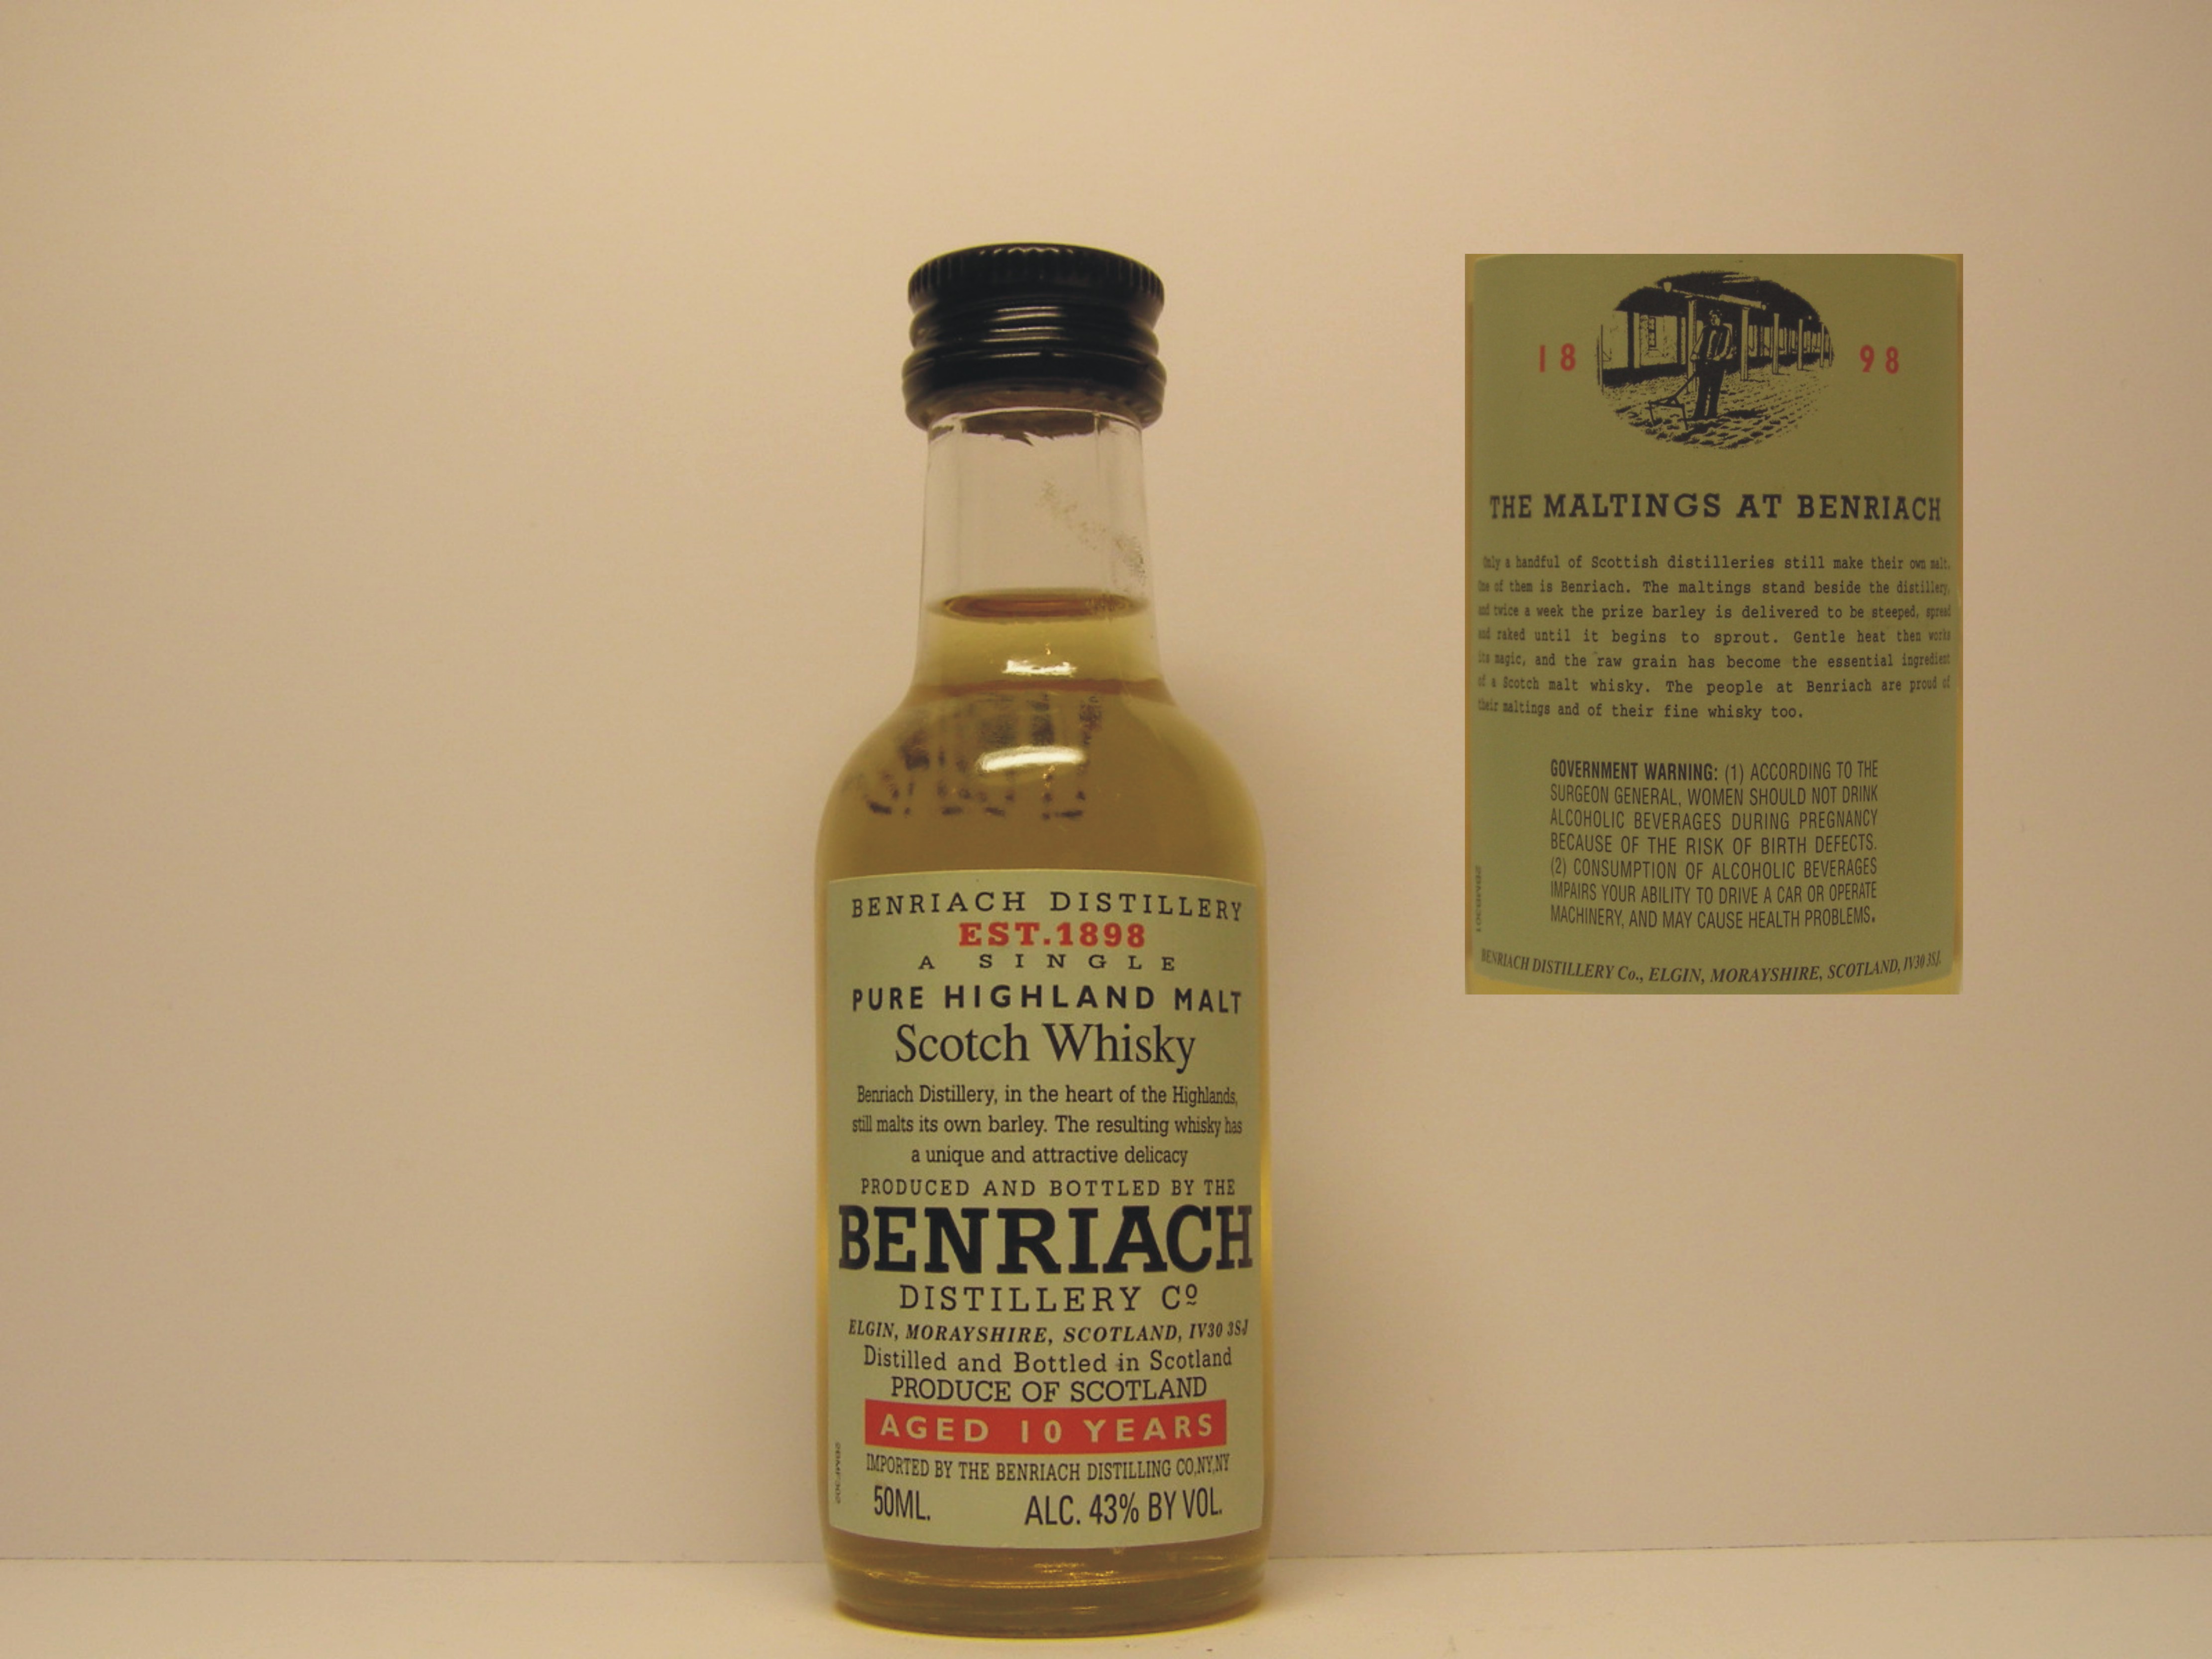 BENRIACH DISTILLERY
EST.1898
A SINGLE
PURE HIGHLAND MALT
Scotch Whisky
Benriach Distillery, in the heart of the Highlands,
still malts its own barley. The resulting whisky has
a unique and attractive delicacy
PRODUCED AND BOTTLED BY THE
BENRIACH
DISTILLERY Cº
ELGIN, MORAYSHIRE, SCOTLAND, IV30 3SJ
Distilled and Bottled in Scotland
PRODUCE OF SCOTLAND
AGED 10 YEARS
IMPORTED BY THE BENRIACH DISTILLING CO,NY,NY
50ML. ALC. 43% BY VOL.
18 98
THE MALTINGS AT BENRIACH
Only a handful of Scottish distilleries still make their own malt.
One of them is Benriach. The maltings stand beside the distillery,
and twice a week the prize barley is delivered to be steeped, spread
and raked until it begins to sprout. Gentle heat then works
its magic, and the raw grain has become the essential ingredient
of a Scotch malt whisky. The people at Benriach are proud of
their maltings and of their fine whisky too.
GOVERNMENT WARNING: (1) ACCORDING TO THE
SURGEON GENERAL, WOMEN SHOULD NOT DRINK
ALCOHOLIC BEVERAGES DURING PREGNANCY
BECAUSE OF THE RISK OF BIRTH DEFECTS.
(2) CONSUMPTION OF ALCOHOLIC BEVERAGES
IMPAIRS YOUR ABILITY TO DRIVE A CAR OR OPERATE
MACHINERY, AND MAY CAUSE HEALTH PROBLEMS.
BENRIACH DISTILLERY Co., ELGIN, MORAYSHIRE, SCOTLAND, IV30 3SJ.